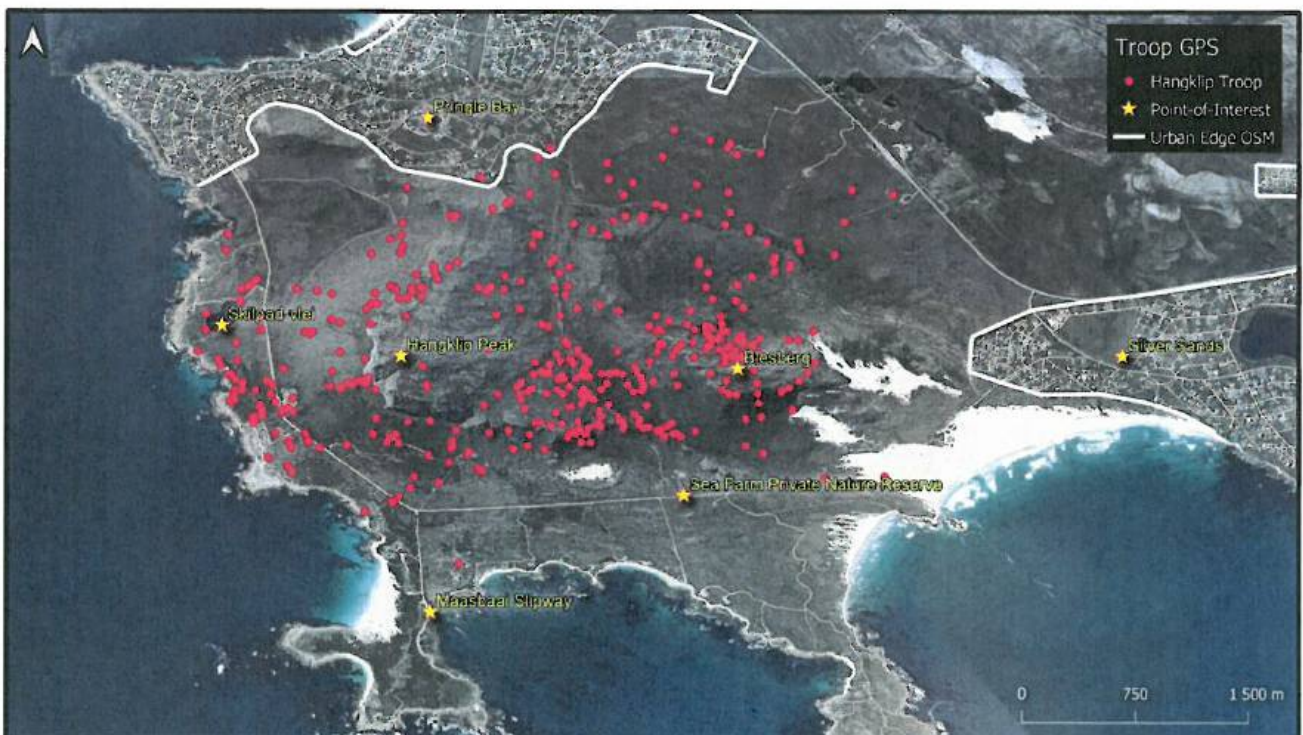 Troop GPS
Hangklip Troop
Point-of-Interest
Urban Edge OSM
Pringle Bay
Skilpad-vlei
Hangklip Peak
Blesberg
Silver Sands
Sea Farm Private Nature Reserve
Maasbaai Slipway
0 750 1 500 m